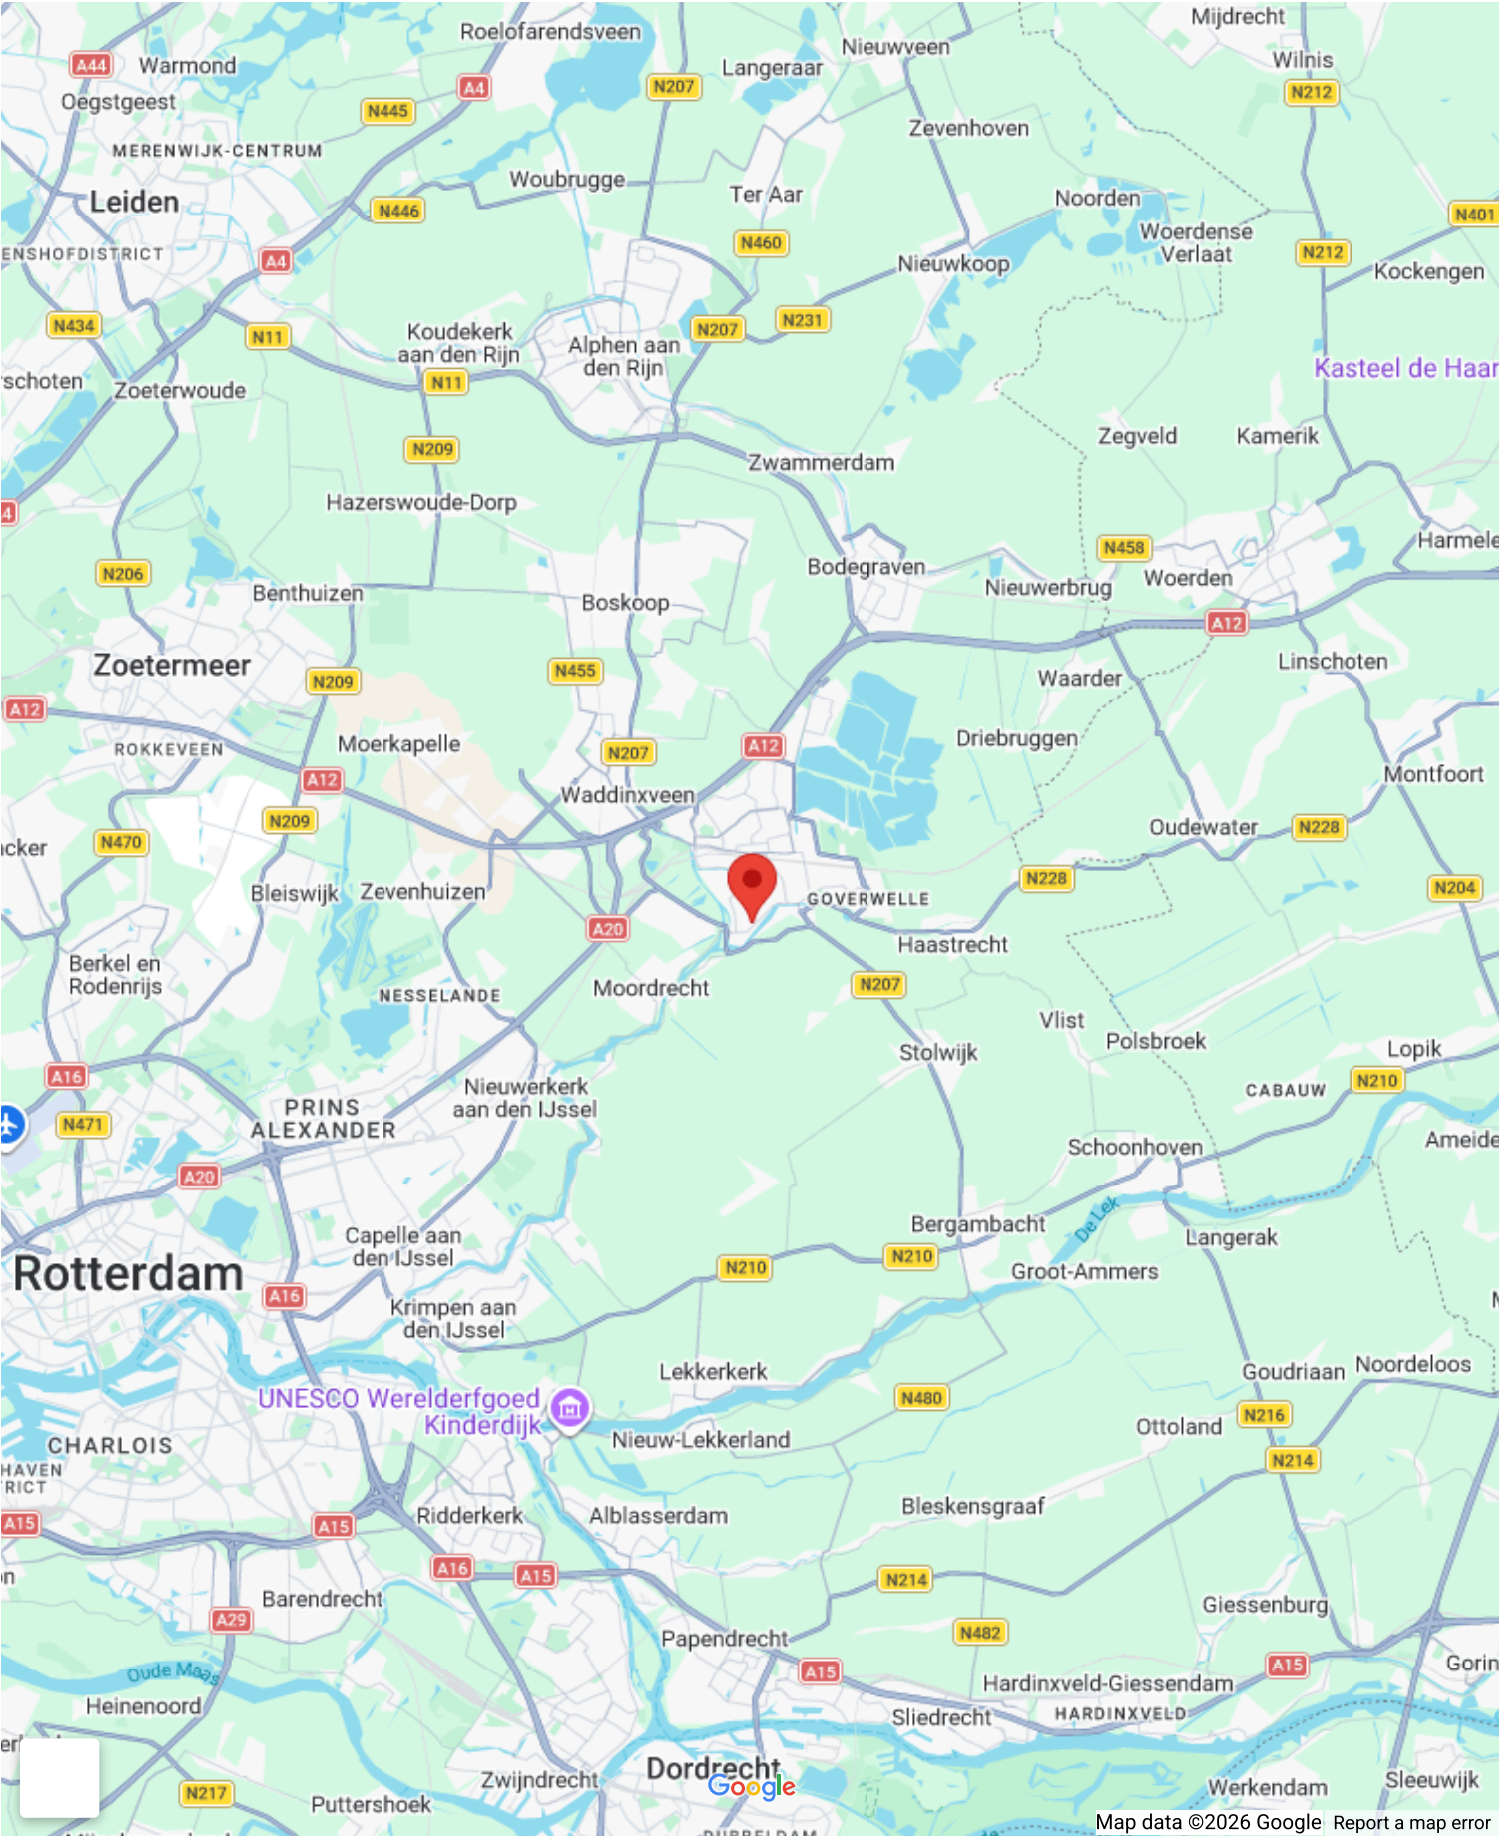 Mijdrecht
Roelofarendsveen
Nieuwveen
Wilnis
A44
Warmond
Langeraar
A4
N207
N212
Oegstgeest
N445
Zevenhoven
MERENWIJK-CENTRUM
Woubrugge
Ter Aar
Noorden
Leiden
N446
N401
Woerdense
Verlaat
N460
ENSHOFDISTRICT
A4
Nieuwkoop
N212
Kockengen
N434
N11
Koudekerk
aan den Rijn
N207
N231
Alphen aan
den Rijn
Kasteel de Haar
schoten
Zoeterwoude
N11
N209
Zegveld
Kamerik
Zwammerdam
Hazerswoude-Dorp
4
Harmele
N458
Bodegraven
N206
Woerden
Benthuizen
Nieuwerbrug
Boskoop
A12
Zoetermeer
Linschoten
N455
N209
Waarder
A12
ROKKEVEEN
Moerkapelle
N207
A12
Driebruggen
A12
Montfoort
Waddinxveen
N209
Oudewater
N228
N470
cker
Bleiswijk
Zevenhuizen
N228
N204
GOVERWELLE
A20
Haastrecht
Berkel en
Rodenrijs
NESSELANDE
Moordrecht
N207
Vlist
Polsbroek
Stolwijk
Lopik
A16
Nieuwerkerk
aan den IJssel
CABAUW
N210
PRINS
ALEXANDER
N471
Ameide
Schoonhoven
A20
De Lek
Bergambacht
Capelle aan
den IJssel
Langerak
Rotterdam
N210
N210
Groot-Ammers
A16
Krimpen aan
den IJssel
Lekkerkerk
Goudriaan
Noordeloos
UNESCO Werelderfgoed
Kinderdijk
N480
N216
Ottoland
CHARLOIS
Nieuw-Lekkerland
N214
HAVEN
RICT
Bleskensgraaf
A15
A15
Ridderkerk
Alblasserdam
A16
A15
N214
on
Barendrecht
Giessenburg
A29
Papendrecht
N482
Oude Maas
A15
A15
Gorin
Hardinxveld-Giessendam
Heinenoord
Sliedrecht
HARDINXVELD
Dordrecht
Google
Zwijndrecht
N217
Werkendam
Sleeuwijk
Puttershoek
Map data ©2026 Google
Report a map error
DUBBELDAM